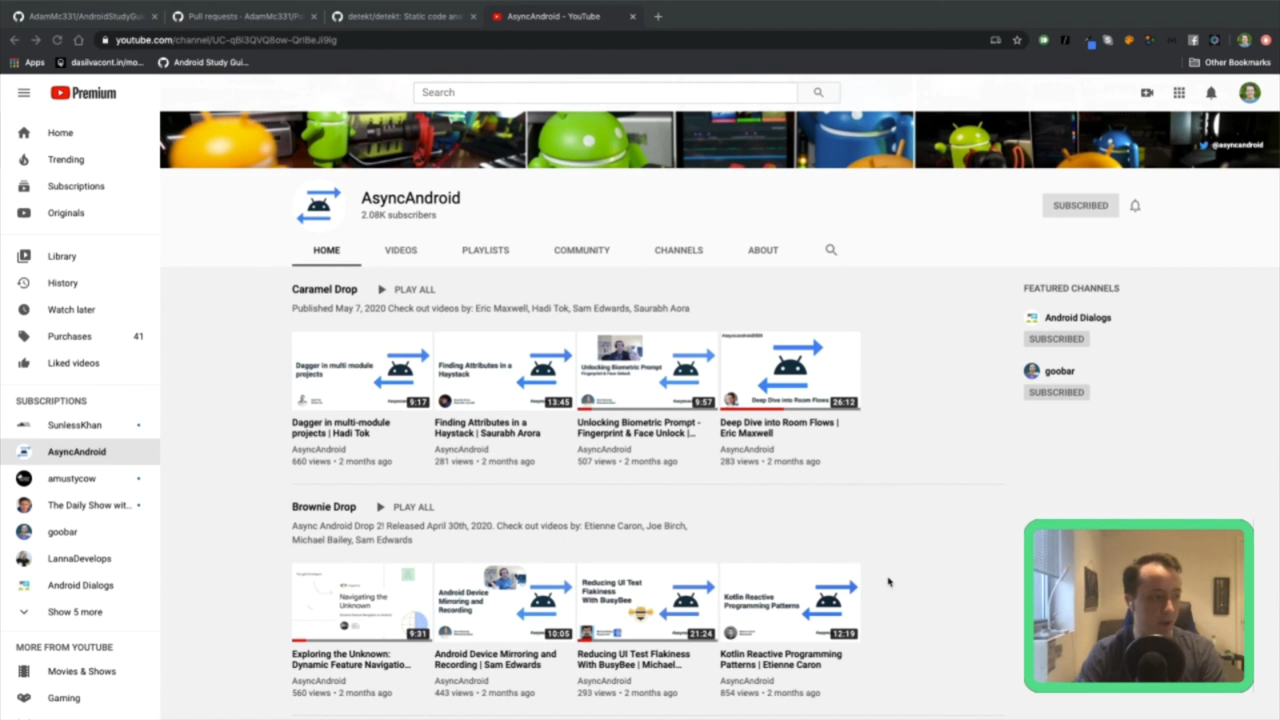 AdamMc331/AndroidStudyGui
Pull requests · AdamMc331/Po
detekt/detekt: Static code an
AsyncAndroid - YouTube
Apps
dasilvacont.in/mo...
Android Study Gui...
Other Bookmarks
Premium
Search
Home
Trending
Subscriptions
Originals
Library
History
Watch later
Purchases 41
Liked videos
SUBSCRIPTIONS
SunlessKhan
AsyncAndroid
amustycow
The Daily Show wit...
goobar
LannaDevelops
Android Dialogs
Show 5 more
MORE FROM YOUTUBE
Movies & Shows
Gaming
@asyncandroid
AsyncAndroid
2.08K subscribers
SUBSCRIBED
HOME VIDEOS PLAYLISTS COMMUNITY CHANNELS ABOUT
Caramel Drop PLAY ALL
Published May 7, 2020 Check out videos by: Eric Maxwell, Hadi Tok, Sam Edwards, Saurabh Arora
Dagger in multi module
projects
9:17
Finding Attributes in a
Haystack
13:45
Unlocking Biometric Prompt
Fingerprint & Face Unlock
9:57
Deep Dive into Room Flows
26:12
Dagger in multi-module
projects | Hadi Tok
AsyncAndroid
660 views · 2 months ago
Finding Attributes in a
Haystack | Saurabh Arora
AsyncAndroid
281 views · 2 months ago
Unlocking Biometric Prompt -
Fingerprint & Face Unlock |...
AsyncAndroid
507 views · 2 months ago
Deep Dive into Room Flows |
Eric Maxwell
AsyncAndroid
283 views · 2 months ago
Brownie Drop PLAY ALL
Async Android Drop 2! Released April 30th, 2020. Check out videos by: Etienne Caron, Joe Birch,
Michael Bailey, Sam Edwards
Navigating the
Unknown
9:31
Android Device
Mirroring and
Recording
10:05
Reducing UI Test
Flakiness
With BusyBee
21:24
Kotlin Reactive
Programming Patterns
12:19
Exploring the Unknown:
Dynamic Feature Navigatio...
AsyncAndroid
560 views · 2 months ago
Android Device Mirroring and
Recording | Sam Edwards
AsyncAndroid
443 views · 2 months ago
Reducing UI Test Flakiness
With BusyBee | Michael...
AsyncAndroid
293 views · 2 months ago
Kotlin Reactive Programming
Patterns | Etienne Caron
AsyncAndroid
854 views · 2 months ago
FEATURED CHANNELS
Android Dialogs
SUBSCRIBED
goobar
SUBSCRIBED